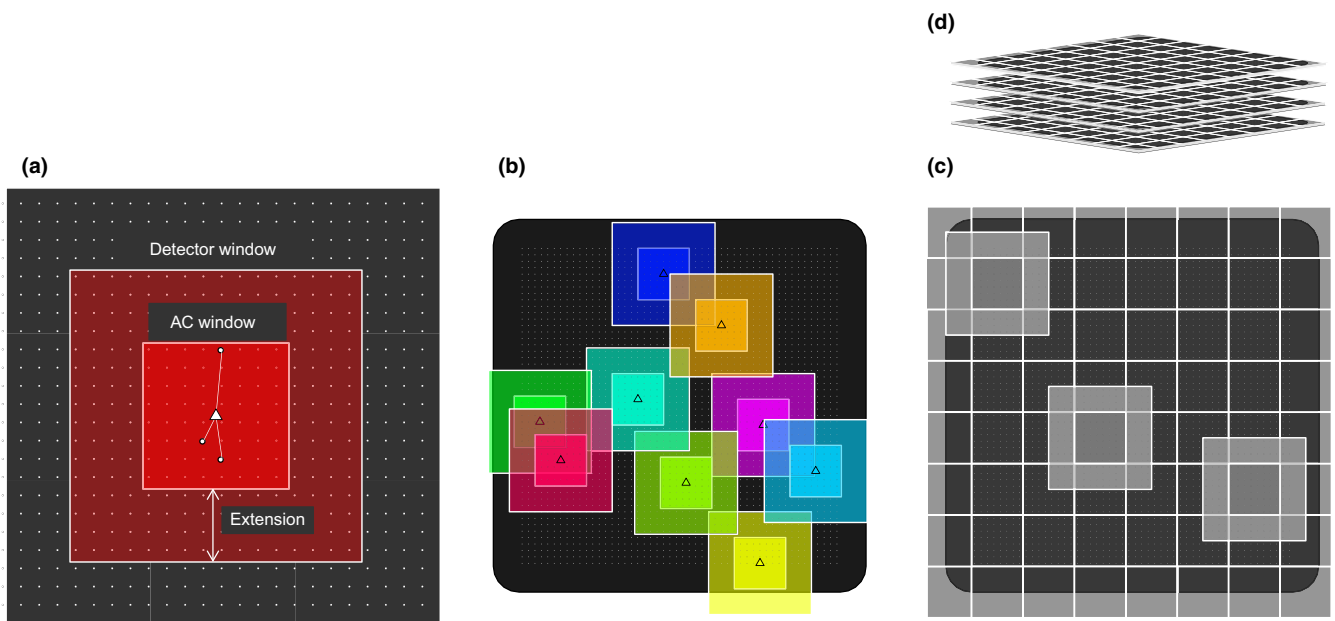 (d)
(a)
(b)
(c)
Detector window
AC window
Extension